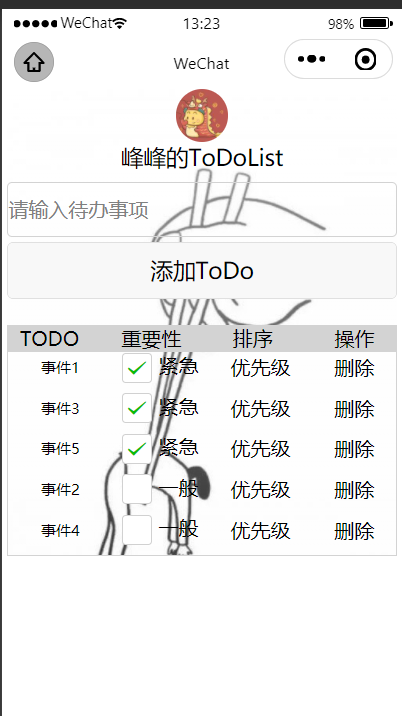 WeChat 13:23 98%
WeChat
峰峰的ToDoList
请输入待办事项
添加ToDo
TODO 重要性 排序 操作
事件1 紧急 优先级 删除
事件3 紧急 优先级 删除
事件5 紧急 优先级 删除
事件2 一般 优先级 删除
事件4 一般 优先级 删除